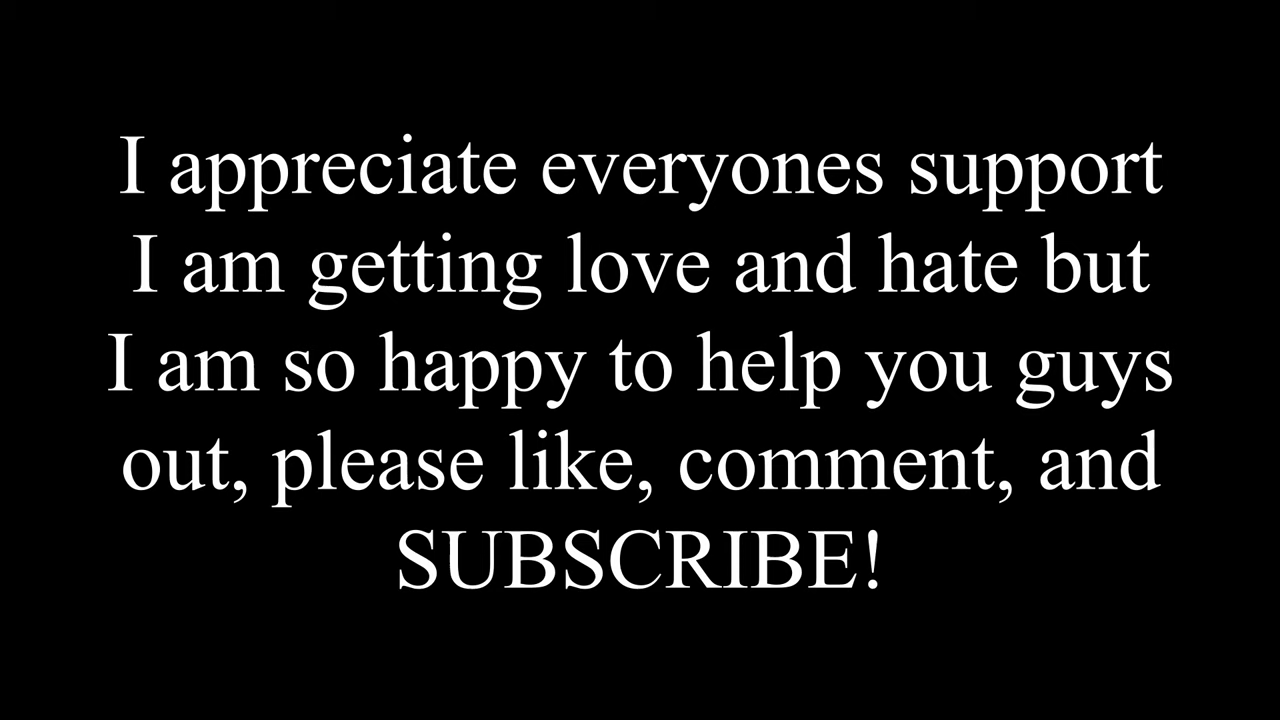 I appreciate everyones support
I am getting love and hate but
I am so happy to help you guys
out, please like, comment, and
SUBSCRIBE!